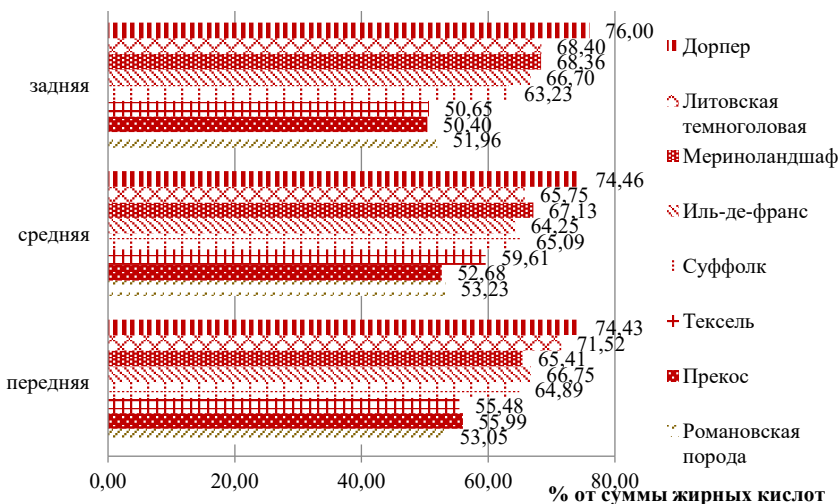 задняя
76,00
68,40
68,36
66,70
63,23
50,65
50,40
51,96
средняя
74,46
65,75
67,13
64,25
65,09
59,61
52,68
53,23
передняя
74,43
71,52
65,41
66,75
64,89
55,48
55,99
53,05
0,00 20,00 40,00 60,00 80,00
% от суммы жирных кислот
Дорпер
Литовская
темноголовая
Мериноландшаф
Иль-де-франс
Суффолк
Тексель
Прекос
Романовская
порода